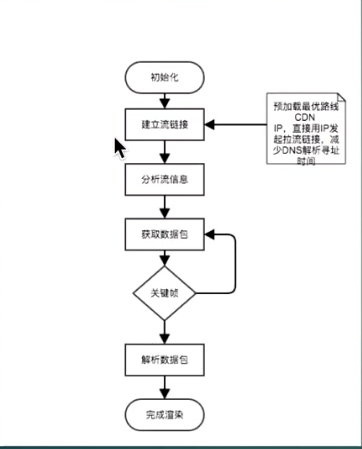 初始化
建立流链接
预加载最优路线
CDN
IP，直接用IP发
起拉流链接，减
少DNS解析寻址
时间
分析流信息
获取数据包
关键帧
解析数据包
完成渲染